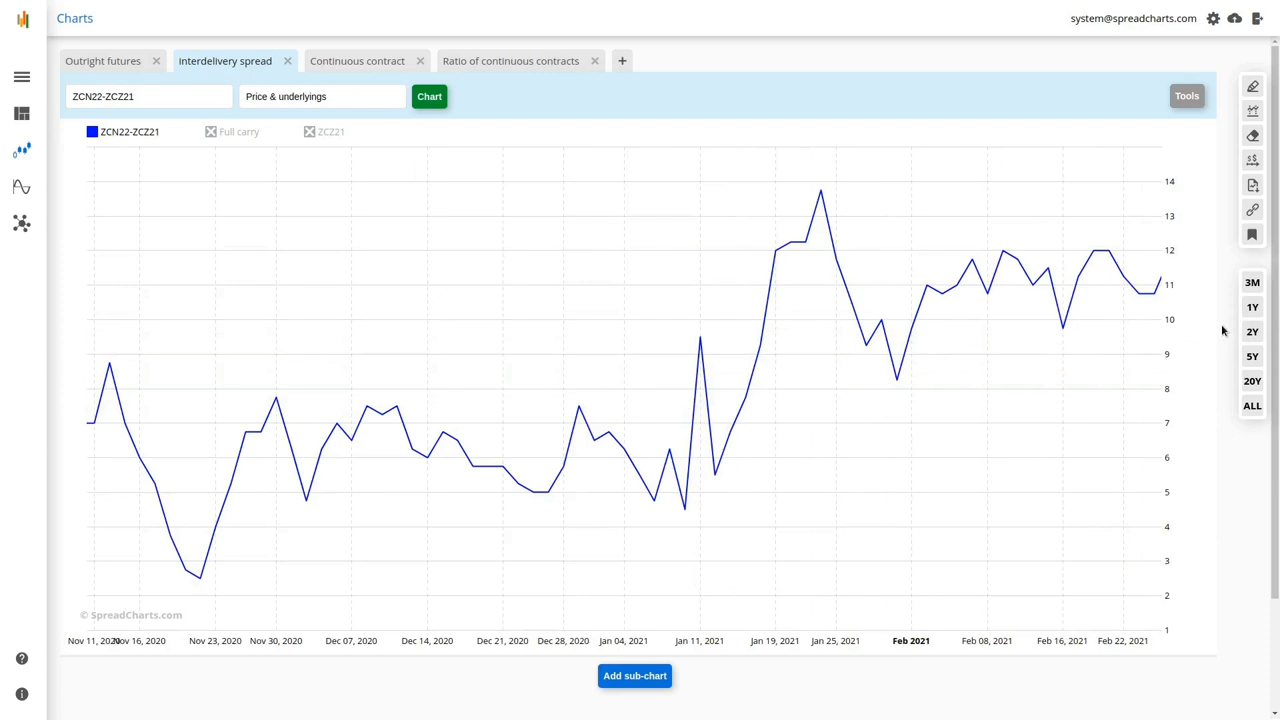 Charts
system@spreadcharts.com
Outright futures
Interdelivery spread
Continuous contract
Ratio of continuous contracts
ZCN22-ZCZ21
Price & underlyings
Chart
Tools
ZCN22-ZCZ21
Full carry
ZCZ21
14
13
12
11
10
9
8
7
6
5
4
3
2
1
3M
1Y
2Y
5Y
20Y
ALL
© SpreadCharts.com
Nov 11, 2020 Nov 16, 2020 Nov 23, 2020 Nov 30, 2020 Dec 07, 2020 Dec 14, 2020 Dec 21, 2020 Dec 28, 2020 Jan 04, 2021 Jan 11, 2021 Jan 19, 2021 Jan 25, 2021 Feb 2021 Feb 08, 2021 Feb 16, 2021 Feb 22, 2021
Add sub-chart